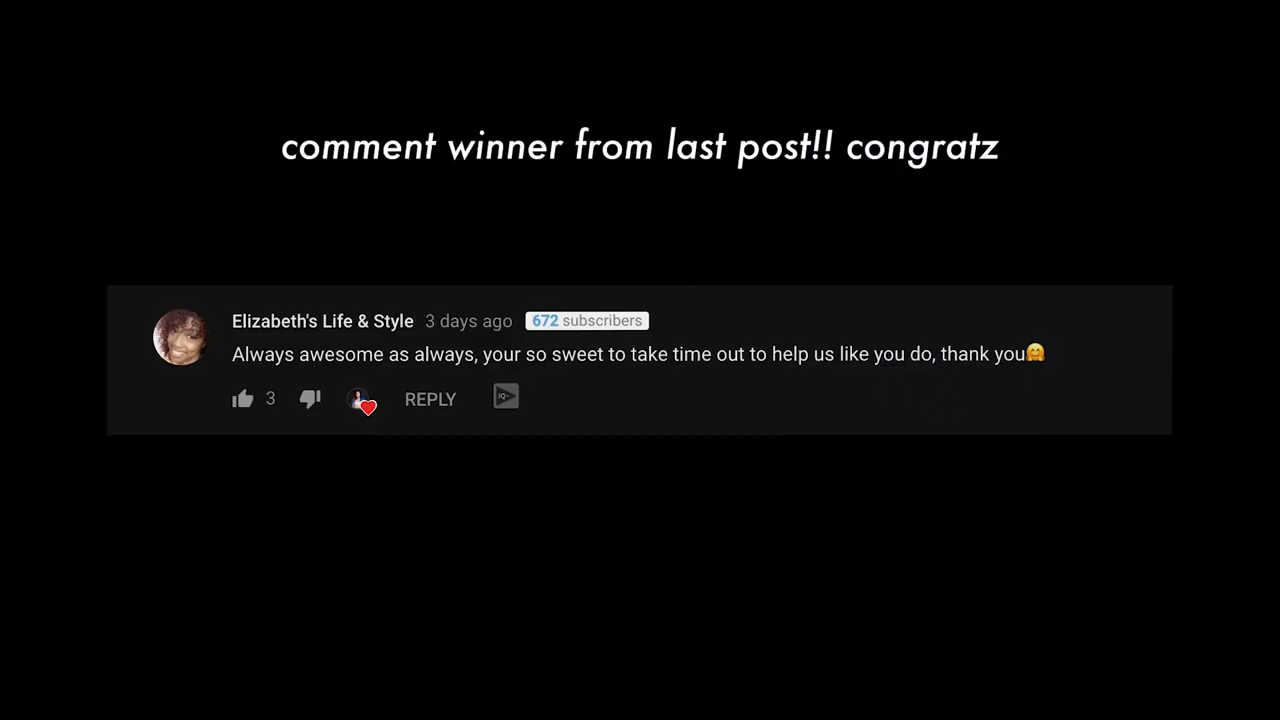 comment winner from last post!! congratz
Elizabeth's Life & Style 3 days ago 672 subscribers
Always awesome as always, your so sweet to take time out to help us like you do, thank you🤗
3 REPLY IQ